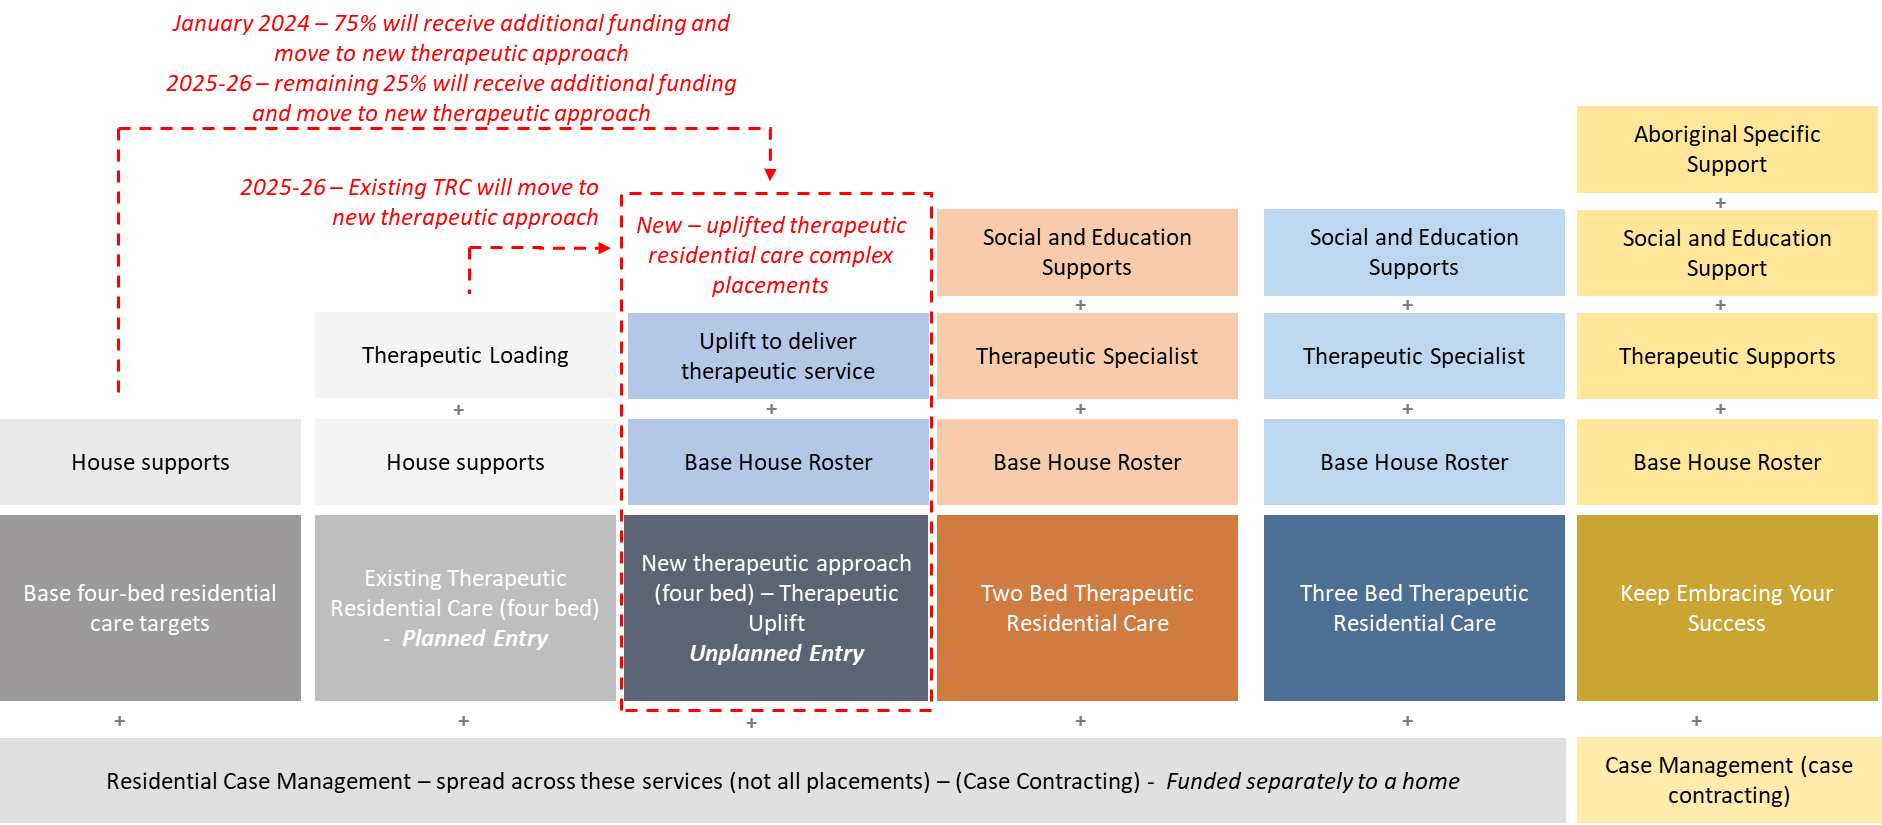 January 2024 – 75% will receive additional funding and
move to new therapeutic approach
2025-26 – remaining 25% will receive additional funding
and move to new therapeutic approach
2025-26 – Existing TRC will move to
new therapeutic approach
New – uplifted therapeutic
residential care complex
placements
Aboriginal Specific
Support
+
Social and Education
Supports
+
Social and Education
Supports
+
Social and Education
Support
+
Therapeutic Loading
+
Uplift to deliver
therapeutic service
+
Therapeutic Specialist
+
Therapeutic Specialist
+
Therapeutic Supports
+
House supports
House supports
Base House Roster
Base House Roster
Base House Roster
Base House Roster
Base four-bed residential
care targets
+
Existing Therapeutic
Residential Care (four bed)
- Planned Entry
+
New therapeutic approach
(four bed) – Therapeutic
Uplift
Unplanned Entry
+
Two Bed Therapeutic
Residential Care
+
Three Bed Therapeutic
Residential Care
+
Keep Embracing Your
Success
+
Residential Case Management – spread across these services (not all placements) – (Case Contracting) - Funded separately to a home
Case Management (case
contracting)